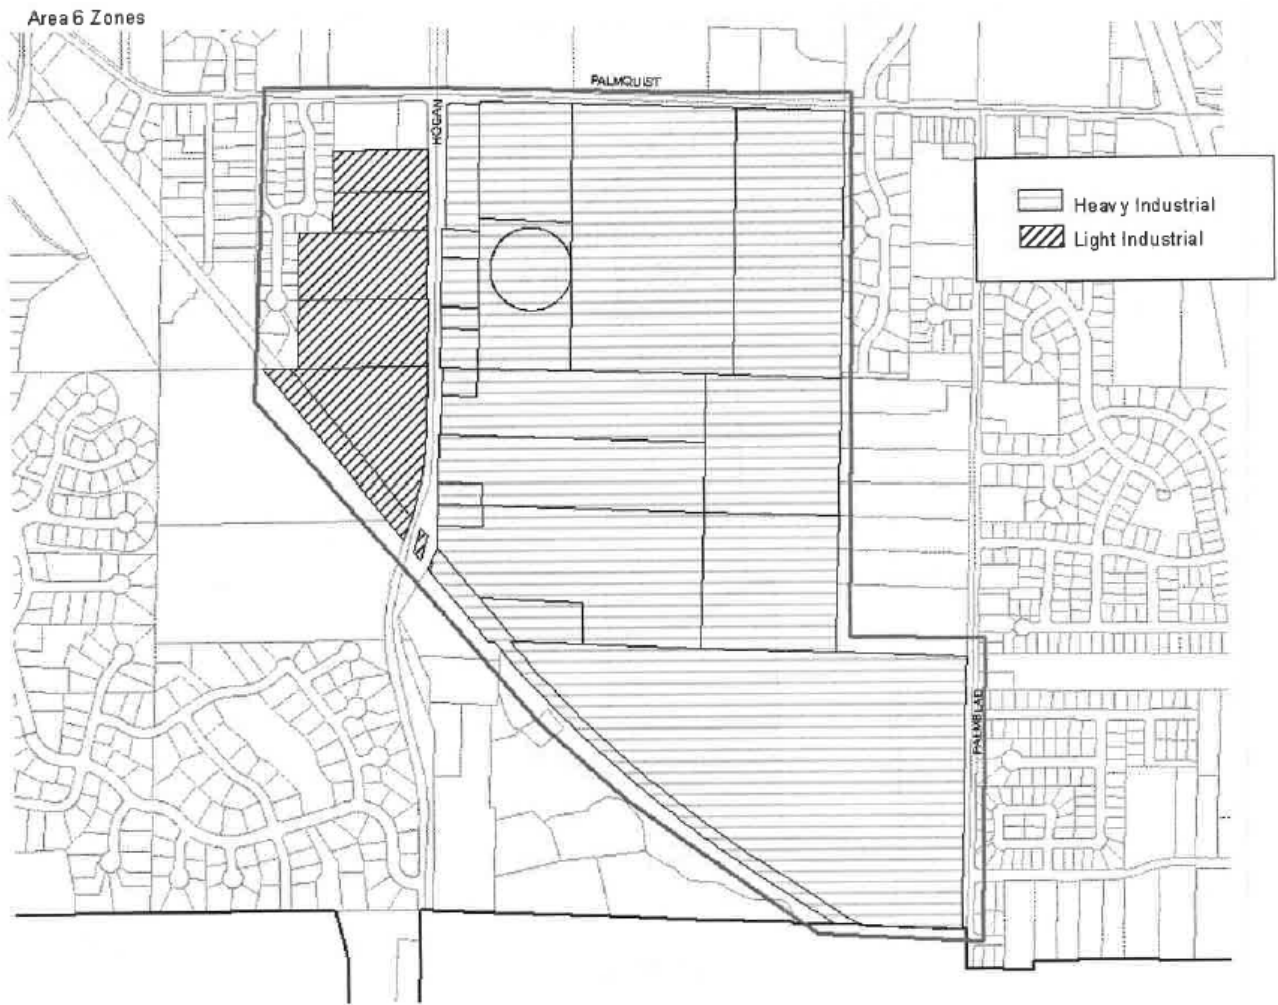 Area 6 Zones
PALMQUIST
HOGAN
Heavy Industrial
Light Industrial
PALMBLAD